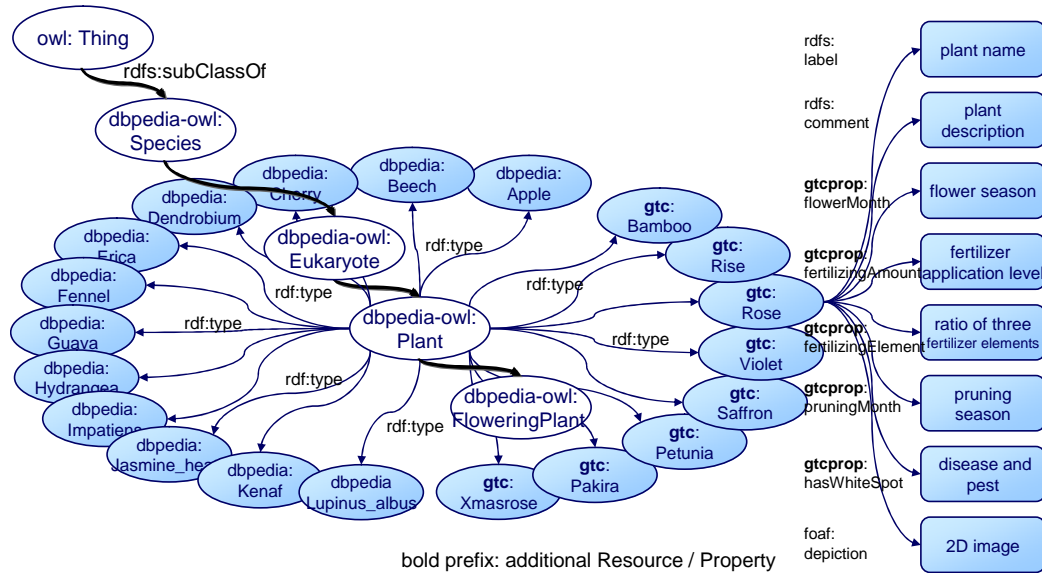 owl: Thing
rdfs:subClassOf
dbpedia-owl:
Species
dbpedia:
Cherry
dbpedia:
Beech
dbpedia:
Apple
dbpedia:
Dendrobium
dbpedia-owl:
Eukaryote
dbpedia:
Erica
dbpedia:
Fennel
dbpedia:
Guava
dbpedia:
Hydrangea
dbpedia:
Impatiens
dbpedia:
Jasmine_hea
dbpedia:
Kenaf
dbpedia
Lupinus_albus
rdf:type
rdf:type
rdf:type
rdf:type
rdf:type
rdf:type
rdf:type
rdf:type
dbpedia-owl:
Plant
dbpedia-owl:
FloweringPlant
gtc:
Bamboo
gtc:
Rise
gtc:
Rose
gtc:
Violet
gtc:
Saffron
gtc:
Petunia
gtc:
Pakira
gtc:
Xmasrose
rdfs:
label
plant name
rdfs:
comment
plant
description
gtcprop:
flowerMonth
flower season
gtcprop:
fertilizingAmount
fertilizer
application level
gtcprop:
fertilizingElement
ratio of three
fertilizer elements
gtcprop:
pruningMonth
pruning
season
gtcprop:
hasWhiteSpot
disease and
pest
foaf:
depiction
2D image
bold prefix: additional Resource / Property